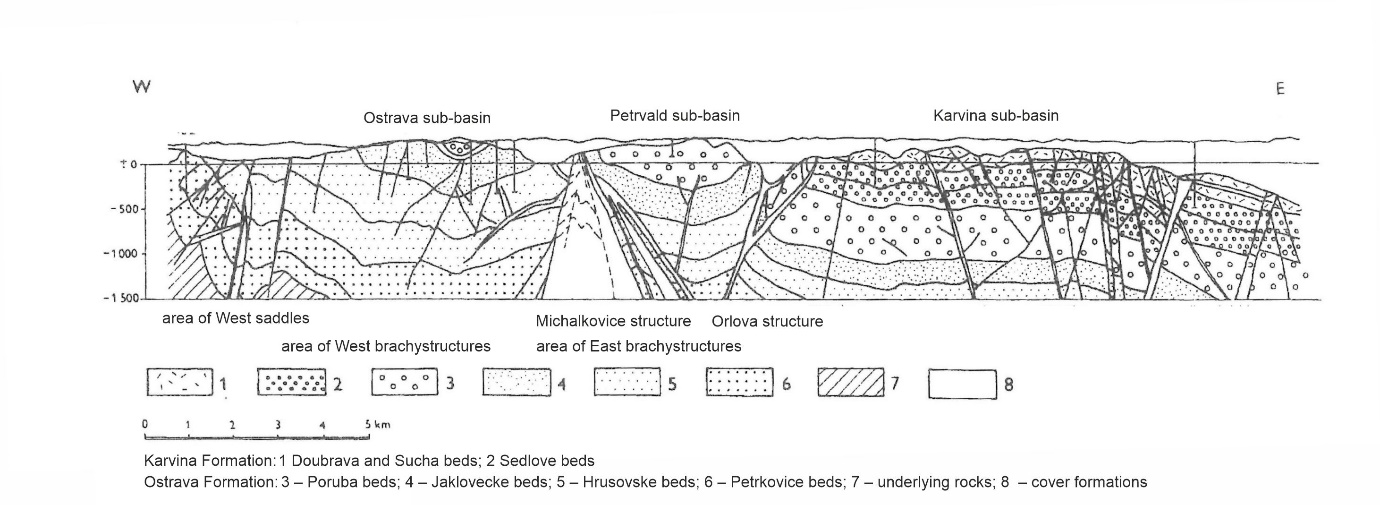 W E
Ostrava sub-basin Petrvald sub-basin Karvina sub-basin
± 0
-500
-1000
-1500
area of West saddles Michalkovice structure Orlova structure
area of West brachystructures area of East brachystructures
1 2 3 4 5 6 7 8
0 1 2 3 4 5 km
Karvina Formation: 1 Doubrava and Sucha beds; 2 Sedlove beds
Ostrava Formation: 3 – Poruba beds; 4 – Jaklovecke beds; 5 – Hrusovske beds; 6 – Petrkovice beds; 7 – underlying rocks; 8 – cover formations